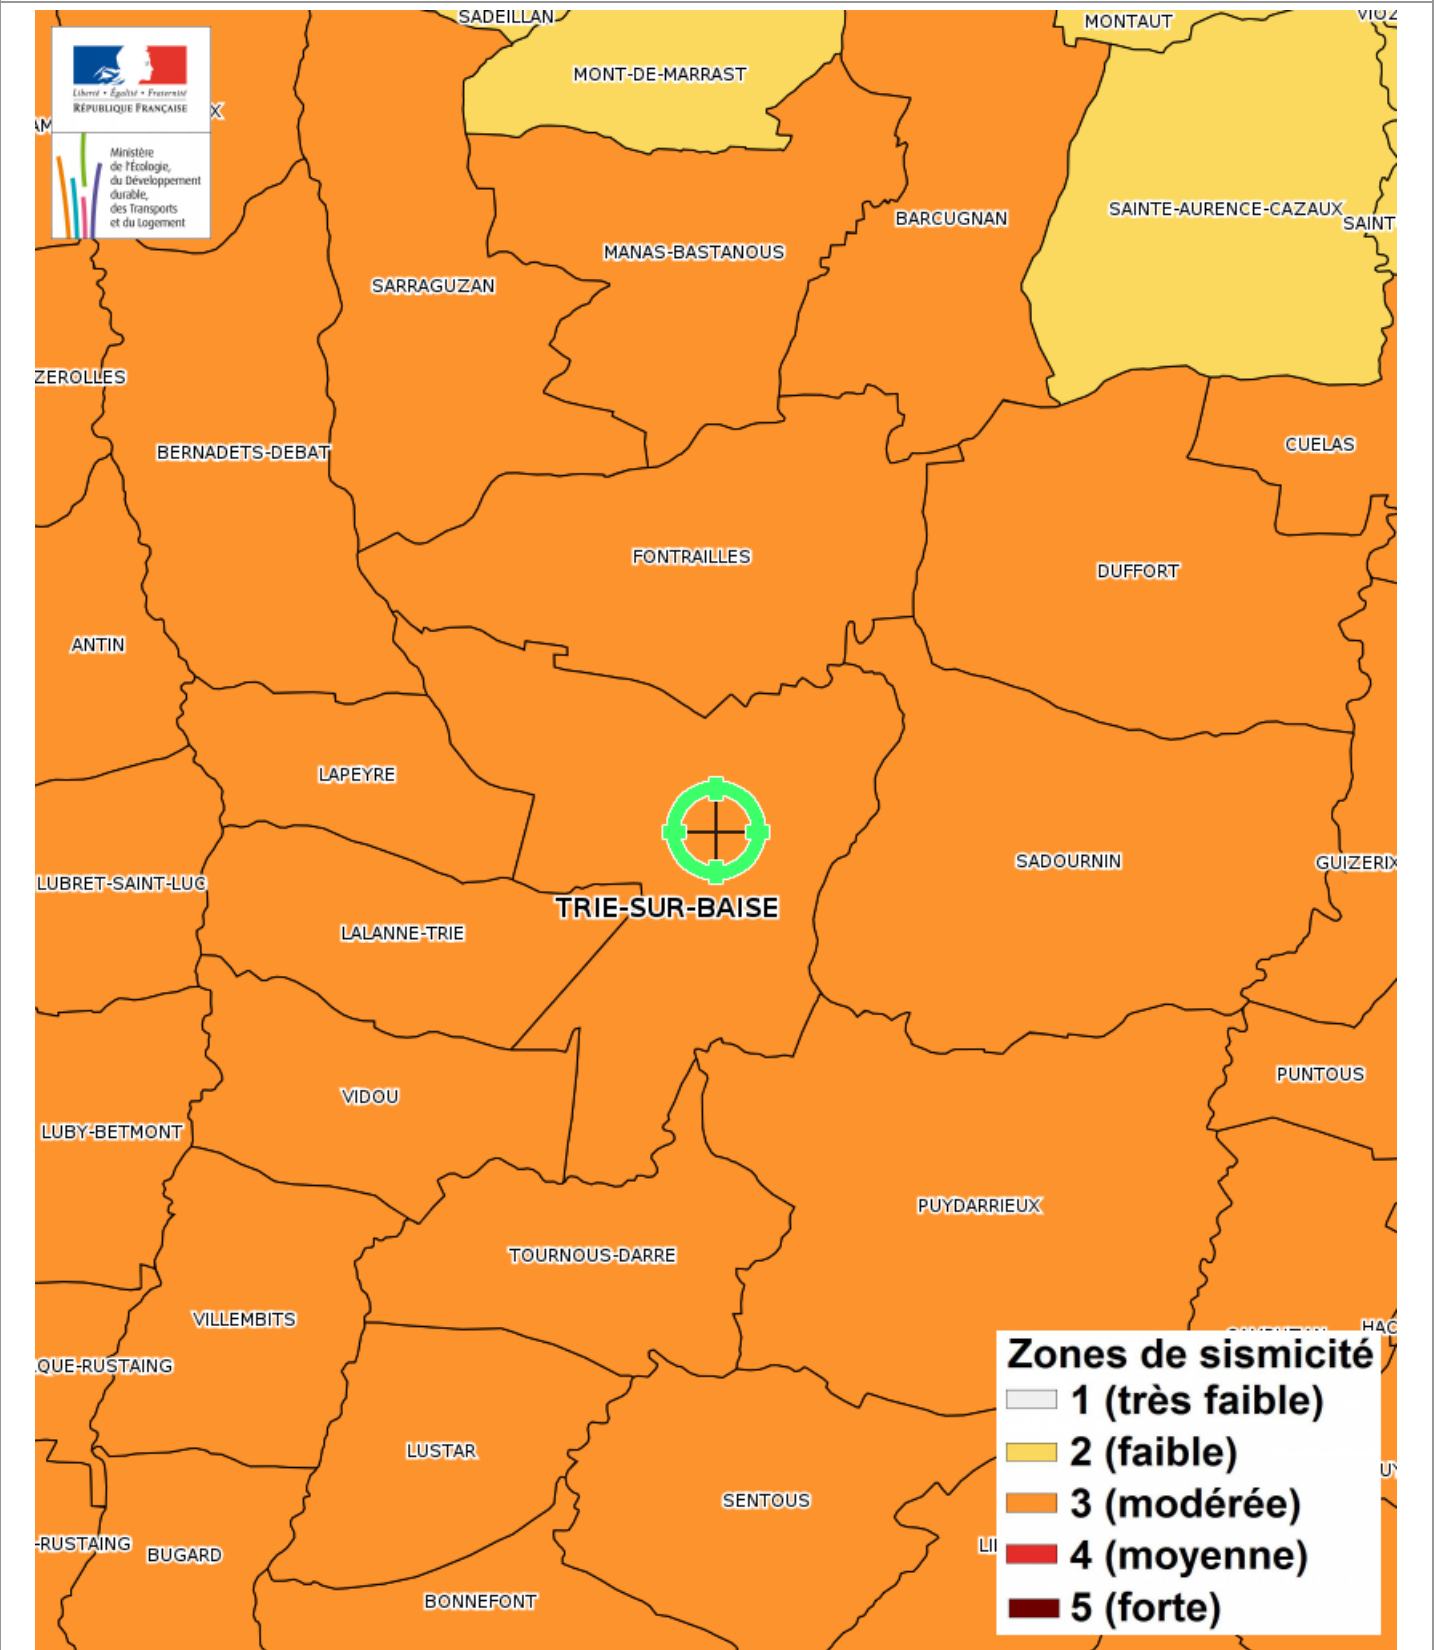 SADEILLAN
MONTAUT
MONT-DE-MARRAST
Liberté • Égalité • Fraternité
RÉPUBLIQUE FRANÇAISE
X
Ministère
de l'Écologie,
du Développement
durable,
des Transports
et du Logement
SAINTE-AURENCE-CAZAUX
SAINT
BARCUGNAN
MANAS-BASTANOUS
SARRAGUZAN
ZEROLLES
CUELAS
BERNADETS-DEBAT
FONTRAILLES
DUFFORT
ANTIN
LAPEYRE
SADOURNIN
GUIZERIX
LUBRET-SAINT-LUC
TRIE-SUR-BAISE
LALANNE-TRIE
PUNTOUS
VIDOU
LUBY-BETMONT
PUYDARRIEUX
TOURNOUS-DARRE
VILLEMBITS
HAC
QUE-RUSTAING
Zones de sismicité
1 (très faible)
2 (faible)
3 (modérée)
4 (moyenne)
5 (forte)
LUSTAR
SENTOUS
-RUSTAING
BUGARD
LI
BONNEFONT